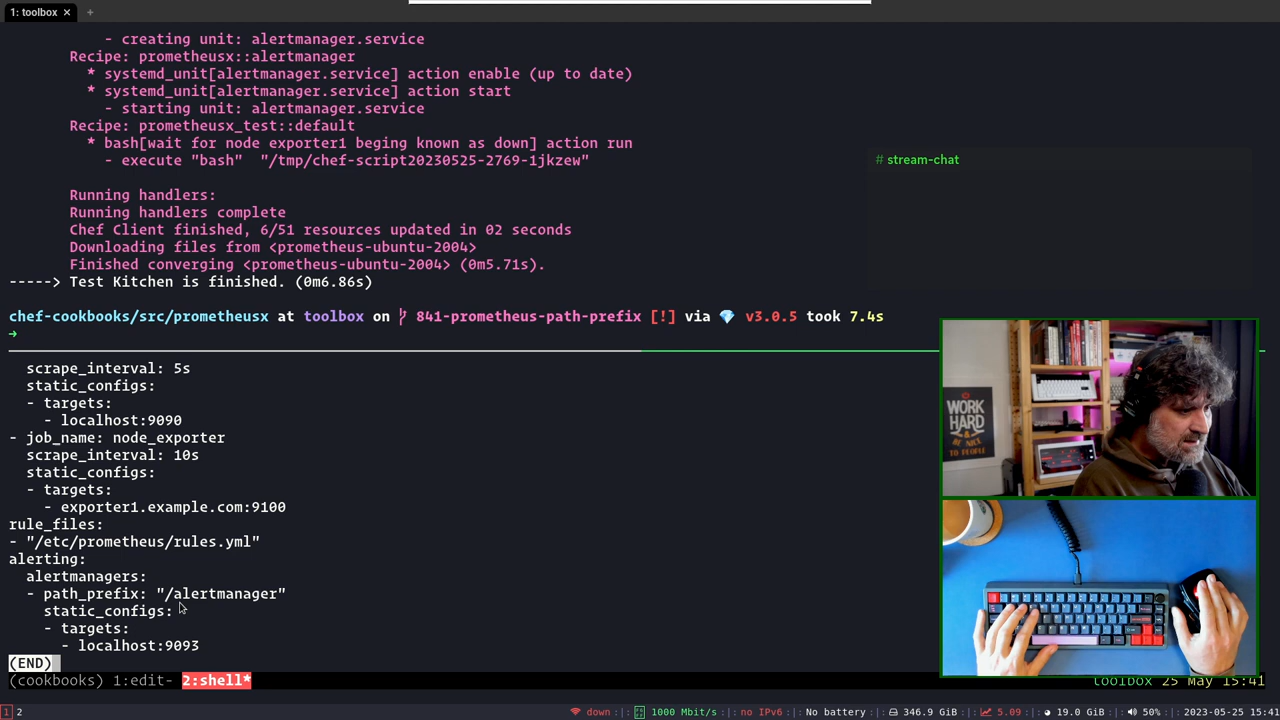 1: toolbox × +
- creating unit: alertmanager.service
Recipe: prometheusx::alertmanager
* systemd_unit[alertmanager.service] action enable (up to date)
* systemd_unit[alertmanager.service] action start
- starting unit: alertmanager.service
Recipe: prometheusx_test::default
* bash[wait for node exporter1 beging known as down] action run
- execute "bash"  "/tmp/chef-script20230525-2769-1jkzew"
# stream-chat
Running handlers:
Running handlers complete
Chef Client finished, 6/51 resources updated in 02 seconds
Downloading files from <prometheus-ubuntu-2004>
Finished converging <prometheus-ubuntu-2004> (0m5.71s).
-----> Test Kitchen is finished. (0m6.86s)
chef-cookbooks/src/prometheusx at toolbox on 841-prometheus-path-prefix [!] via 💎 v3.0.5 took 7.4s
→
scrape_interval: 5s
static_configs:
- targets:
- localhost:9090
- job_name: node_exporter
scrape_interval: 10s
static_configs:
- targets:
- exporter1.example.com:9100
rule_files:
- "/etc/prometheus/rules.yml"
alerting:
alertmanagers:
- path_prefix: "/alertmanager"
static_configs:
- targets:
- localhost:9093
(END)
WORK
HARD
& BE
NICE
TO PEOPLE
(cookbooks) 1:edit- 2:shell*
toolbox 25 May 15:41
1 2
down :|: 1000 Mbit/s :|: no IPv6 :|: No battery :|: 346.9 GiB :|: 5.09 :|: 19.0 GiB :|: 50% :|: 2023-05-25 15:41